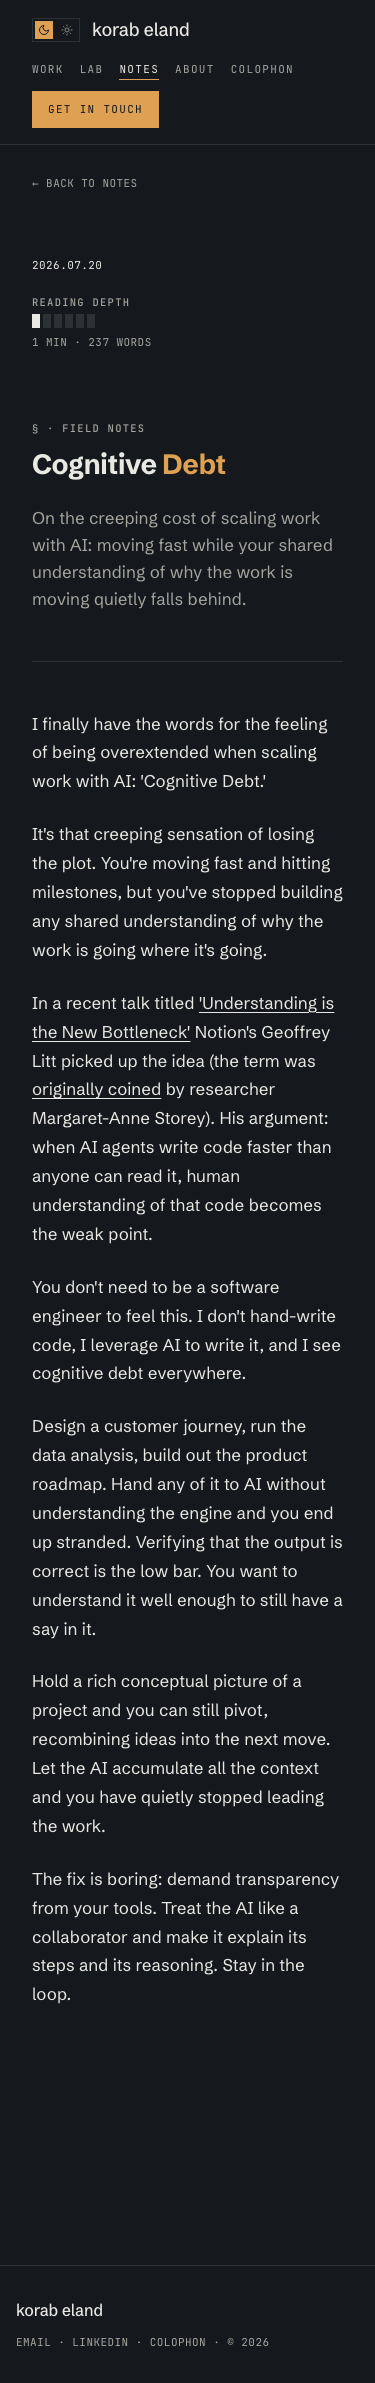 korab eland
WORK LAB NOTES ABOUT COLOPHON
GET IN TOUCH
← BACK TO NOTES
2026.07.20
READING DEPTH
1 MIN · 237 WORDS
§ · FIELD NOTES
Cognitive Debt
On the creeping cost of scaling work
with AI: moving fast while your shared
understanding of why the work is
moving quietly falls behind.
I finally have the words for the feeling
of being overextended when scaling
work with AI: 'Cognitive Debt.'
It's that creeping sensation of losing
the plot. You're moving fast and hitting
milestones, but you've stopped building
any shared understanding of why the
work is going where it's going.
In a recent talk titled 'Understanding is
the New Bottleneck' Notion's Geoffrey
Litt picked up the idea (the term was
originally coined by researcher
Margaret-Anne Storey). His argument:
when AI agents write code faster than
anyone can read it, human
understanding of that code becomes
the weak point.
You don't need to be a software
engineer to feel this. I don't hand-write
code, I leverage AI to write it, and I see
cognitive debt everywhere.
Design a customer journey, run the
data analysis, build out the product
roadmap. Hand any of it to AI without
understanding the engine and you end
up stranded. Verifying that the output is
correct is the low bar. You want to
understand it well enough to still have a
say in it.
Hold a rich conceptual picture of a
project and you can still pivot,
recombining ideas into the next move.
Let the AI accumulate all the context
and you have quietly stopped leading
the work.
The fix is boring: demand transparency
from your tools. Treat the AI like a
collaborator and make it explain its
steps and its reasoning. Stay in the
loop.
korab eland
EMAIL · LINKEDIN · COLOPHON · © 2026